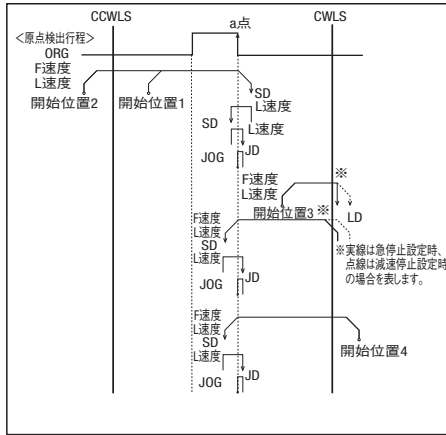 CCWLS
a点
CWLS
<原点検出行程>
ORG
F速度
L速度
開始位置2
開始位置1
SD
L速度
SD
L速度
JOG
JD
F速度
L速度
※
開始位置3
※
LD
F速度
L速度
SD
L速度
※実線は急停止設定時、
点線は減速停止設定時
の場合を表します。
JOG
JD
F速度
L速度
SD
L速度
開始位置4
JOG
JD